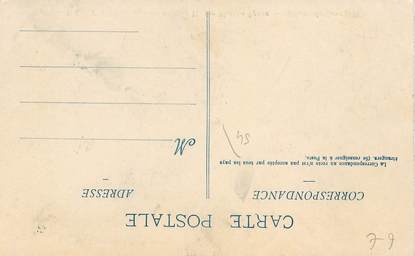 CARTE POSTALE
CORRESPONDANCE
La Correspondance au recto n'est pas acceptée par tous les pays
étrangers. (Se renseigner à la Poste).
ADRESSE
M
54